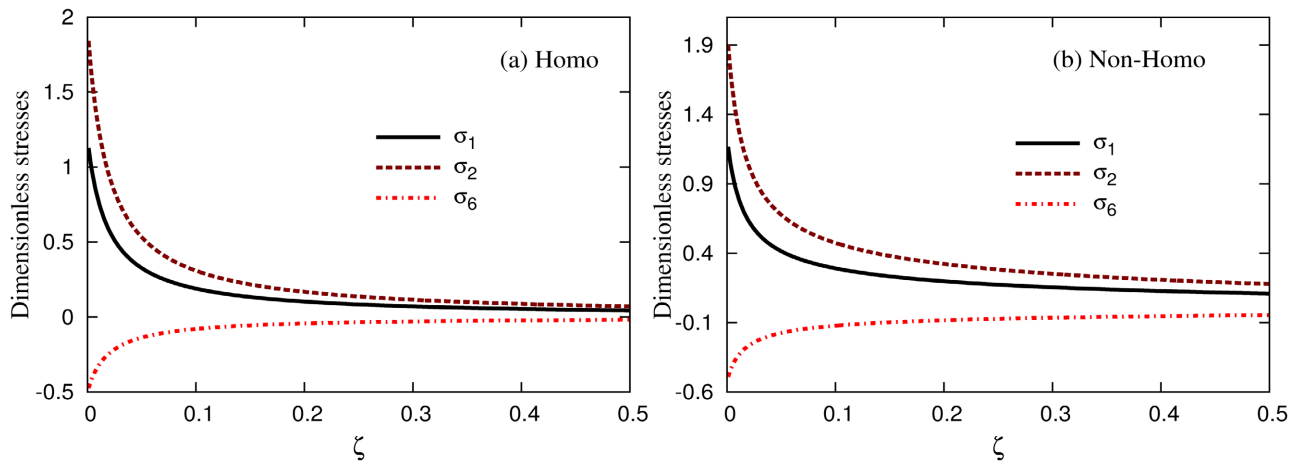 2
1.5
1
0.5
0
-0.5
Dimensionless stresses
(a) Homo
σ1
σ2
σ6
0 0.1 0.2 0.3 0.4 0.5
ζ
1.9
1.4
0.9
0.4
-0.1
-0.6
Dimensionless stresses
(b) Non-Homo
σ1
σ2
σ6
0 0.1 0.2 0.3 0.4 0.5
ζ